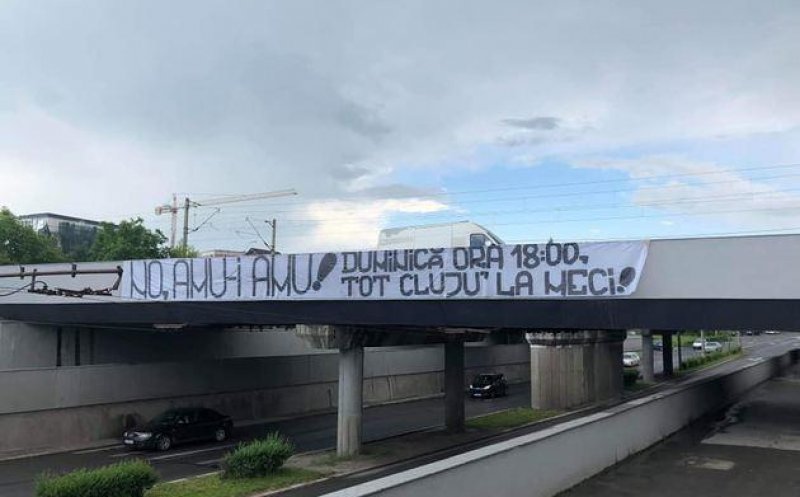 NO, AMU-I AMU! DUMINICĂ ORA 18:00,
TOT CLUJU' LA MECI!